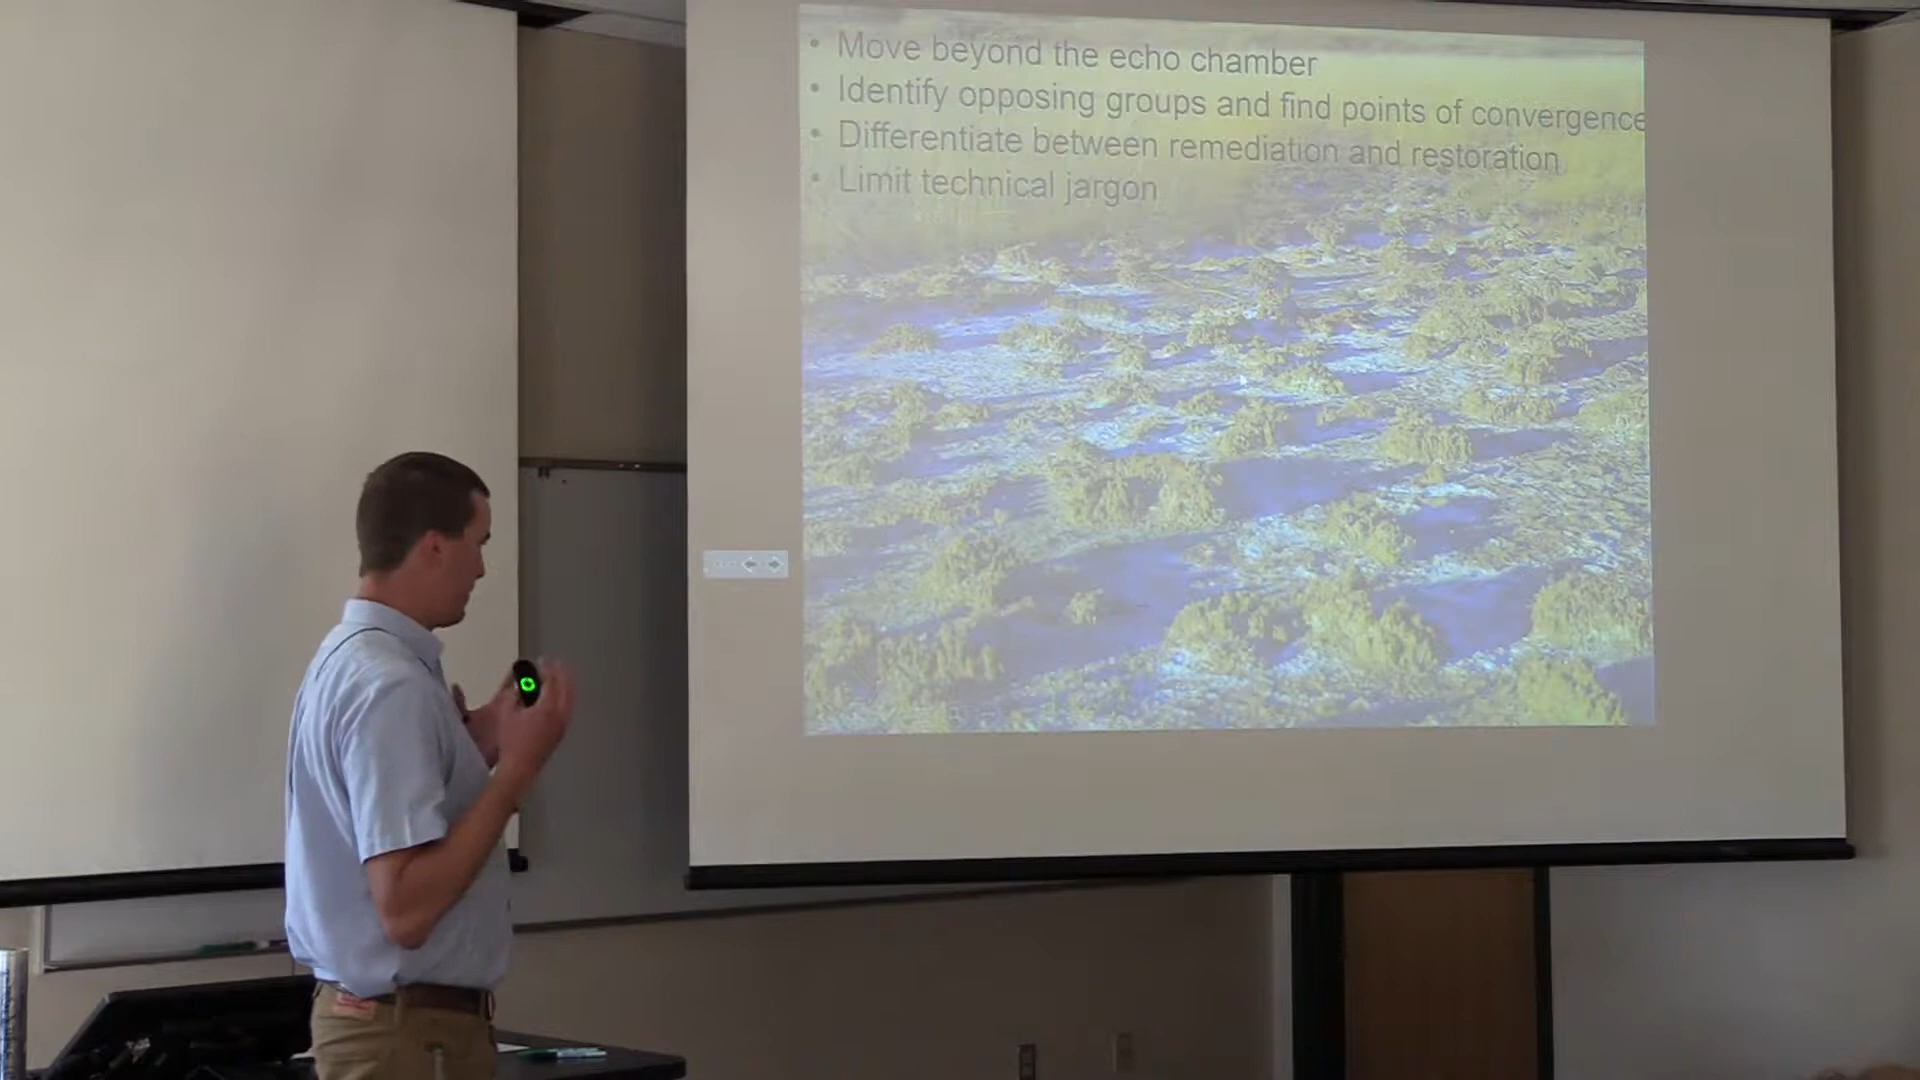 • Move beyond the echo chamber
• Identify opposing groups and find points of convergence
• Differentiate between remediation and restoration
• Limit technical jargon